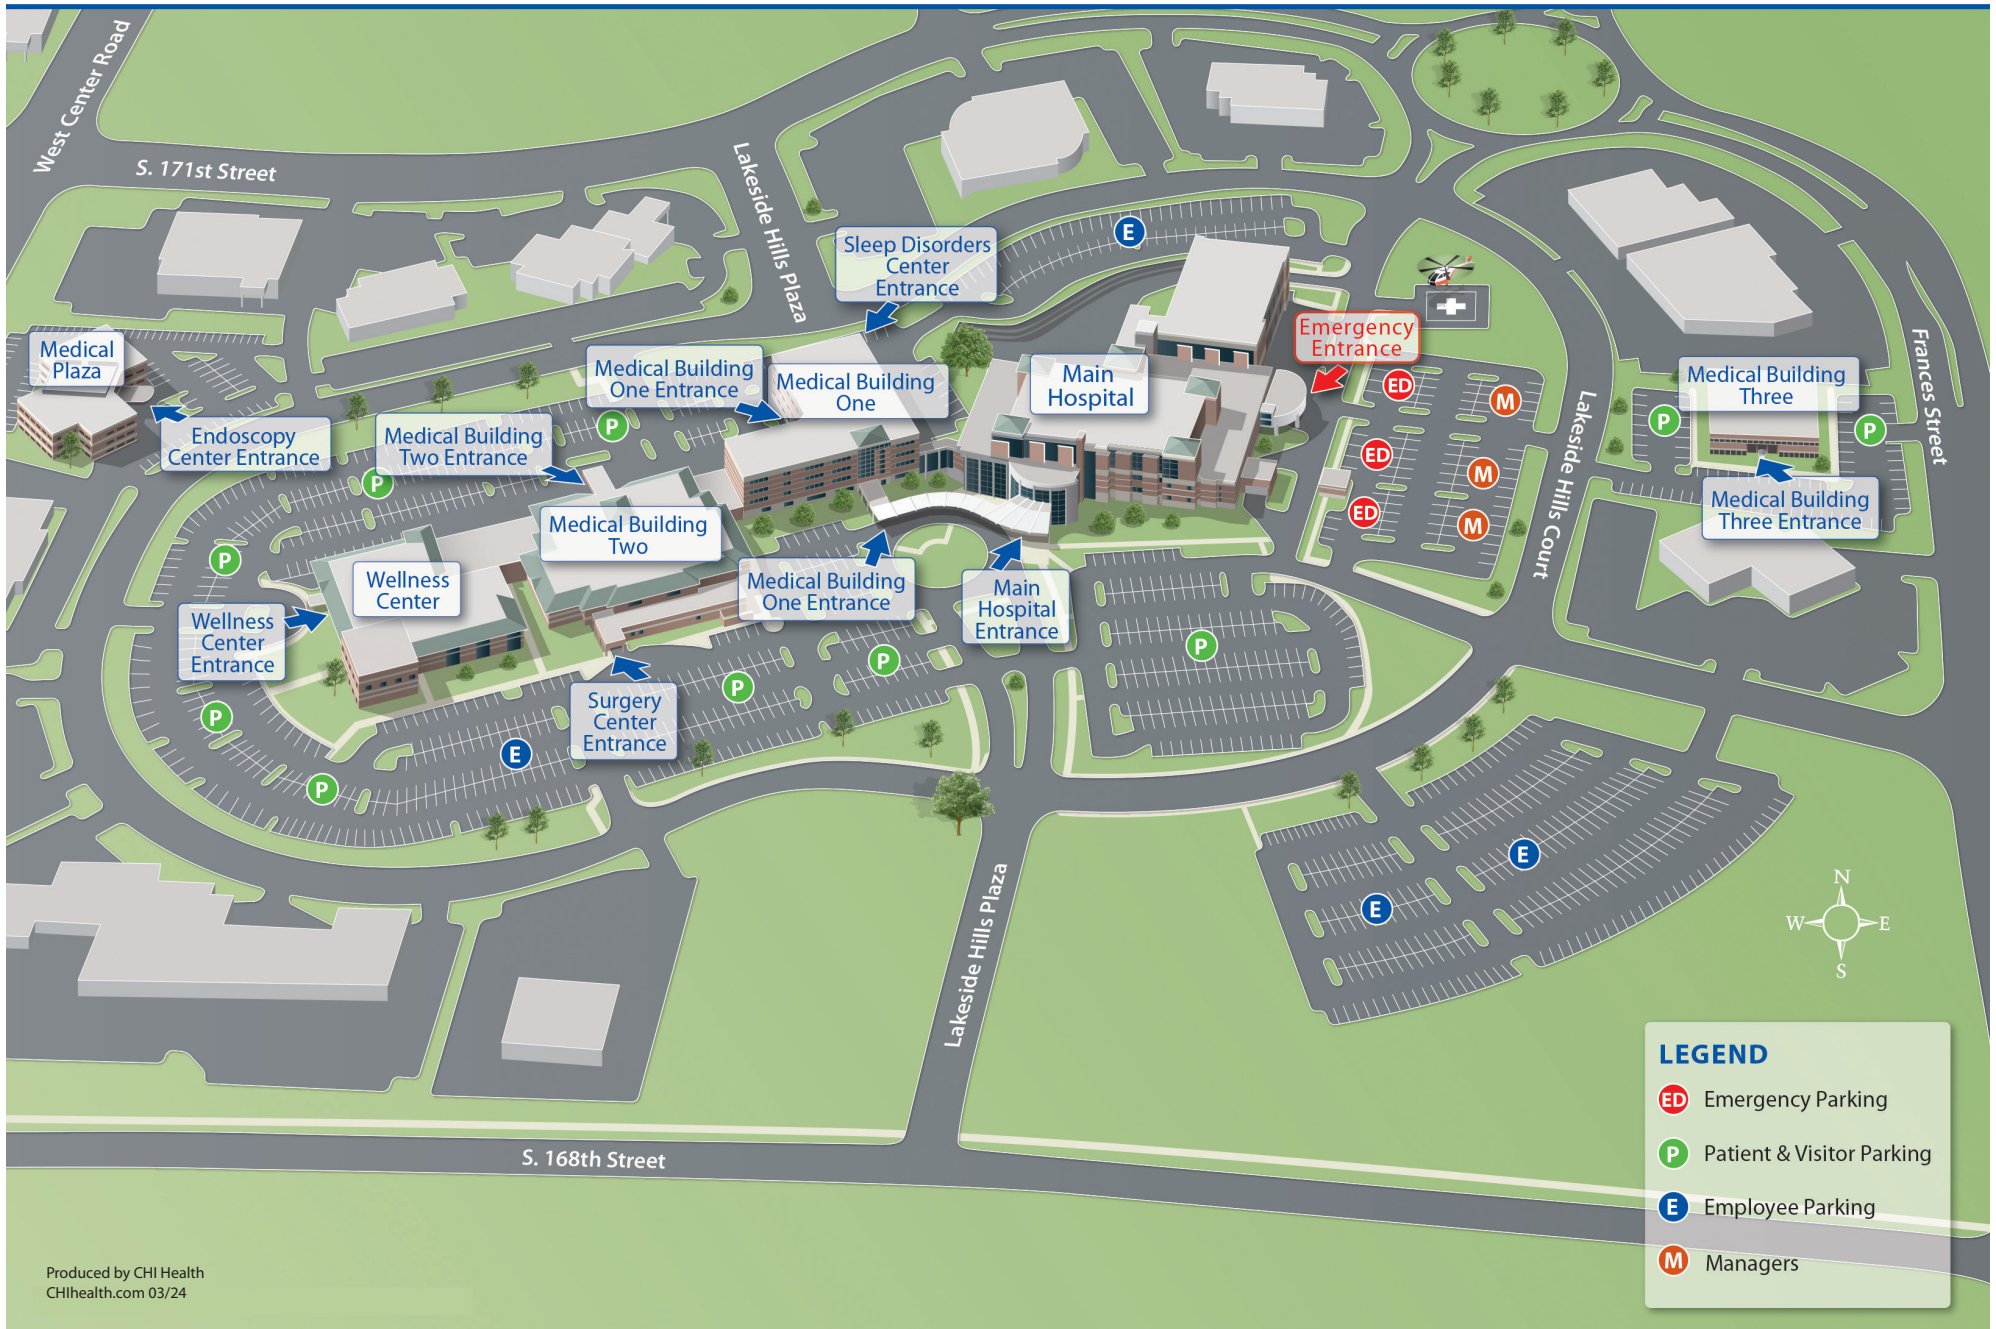 West Center Road
S. 171st Street
Lakeside Hills Plaza
Sleep Disorders
Center
Entrance
E
Emergency
Entrance
Medical
Plaza
Medical Building
One Entrance
Medical Building
One
Main
Hospital
ED
M
Medical Building
Three
P
P
Frances Street
Lakeside Hills Court
Endoscopy
Center Entrance
Medical Building
Two Entrance
P
P
ED
M
ED
M
Medical Building
Three Entrance
Medical Building
Two
P
Wellness
Center
Medical Building
One Entrance
Main
Hospital
Entrance
Wellness
Center
Entrance
P
P
P
P
Surgery
Center
Entrance
E
P
E
E
Lakeside Hills Plaza
N
W
E
S
S. 168th Street
LEGEND
ED Emergency Parking
P Patient & Visitor Parking
E Employee Parking
M Managers
Produced by CHI Health
CHIhealth.com 03/24